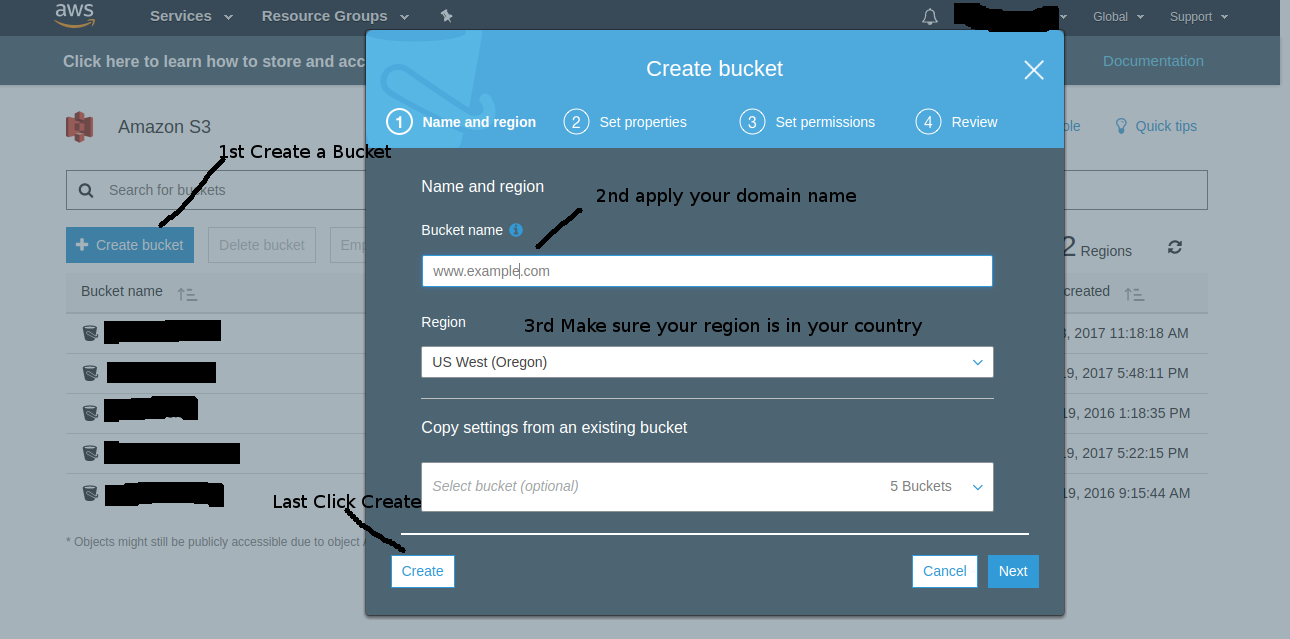 aws
Services Resource Groups Global Support
Click here to learn how to store and acc Documentation
Create bucket
1 Name and region 2 Set properties 3 Set permissions 4 Review
Amazon S3 Quick tips
1st Create a Bucket
Search for buckets
Name and region
2nd apply your domain name
Bucket name
Create bucket Delete bucket Emp 2 Regions
www.example.com
Bucket name created
Region 3rd Make sure your region is in your country
, 2017 11:18:18 AM
US West (Oregon)
9, 2017 5:48:11 PM
19, 2016 1:18:35 PM
Copy settings from an existing bucket
9, 2017 5:22:15 PM
Select bucket (optional) 5 Buckets
19, 2016 9:15:44 AM
Last Click Create
* Objects might still be publicly accessible due to object
Create Cancel Next